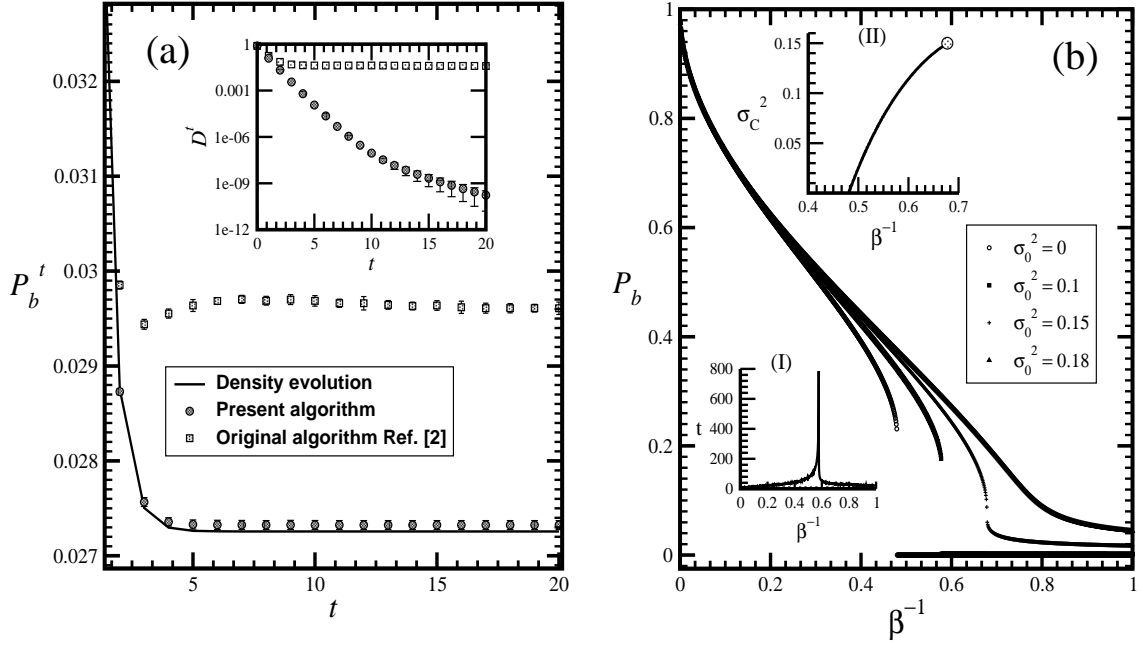 (a)
0.032
0.031
0.03
0.029
0.028
0.027
P_b^t
5 10 15 20
t
1
0.001
1e-06
1e-09
1e-12
D^t
0 5 10 15 20
t
Density evolution
Present algorithm
Original algorithm Ref. [2]
(b)
1
0.8
0.6
0.4
0.2
0
P_b
0 0.2 0.4 0.6 0.8 1
β^{-1}
(II)
0.15
0.1
0.05
σ_C^2
0.4 0.5 0.6 0.7
β^{-1}
σ_0^2 = 0
σ_0^2 = 0.1
σ_0^2 = 0.15
σ_0^2 = 0.18
(I)
800
600
400
200
0
t
0 0.2 0.4 0.6 0.8 1
β^{-1}